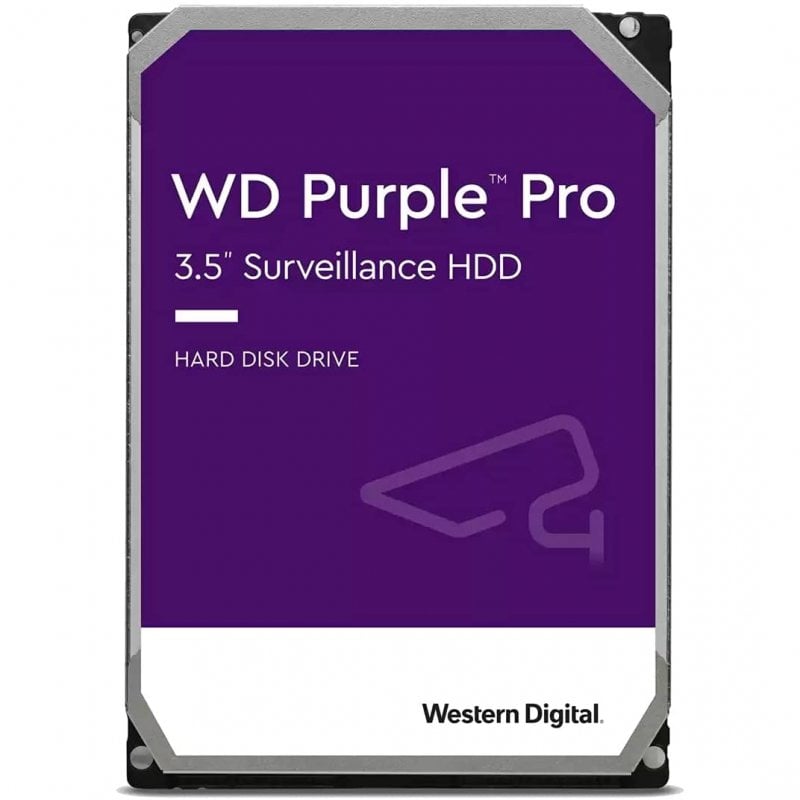 WD Purple™ Pro
3.5" Surveillance HDD
HARD DISK DRIVE
Western Digital.